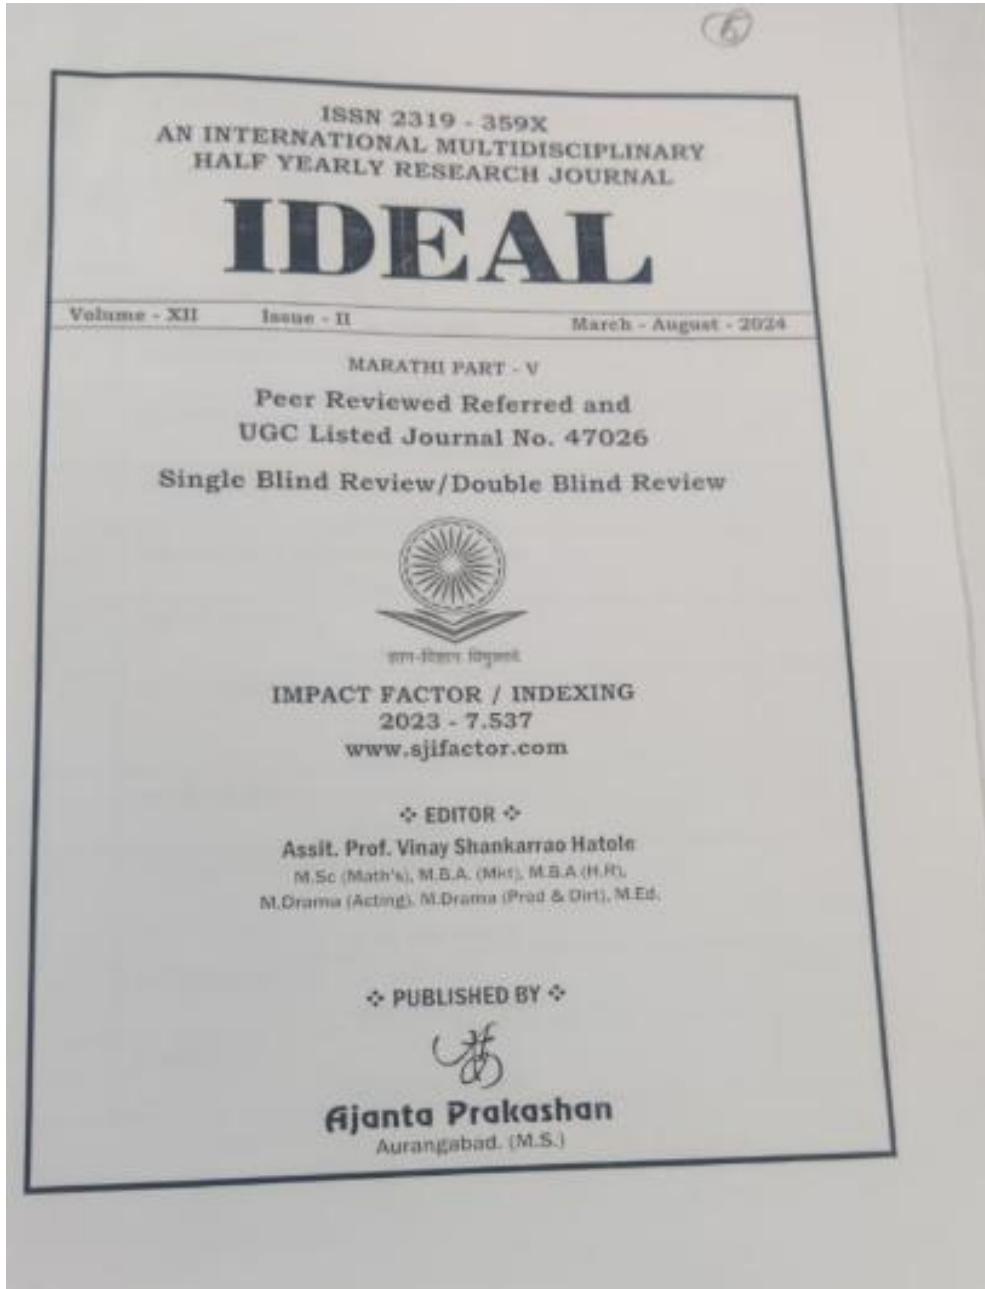 ISSN 2319 - 359X
AN INTERNATIONAL MULTIDISCIPLINARY
HALF YEARLY RESEARCH JOURNAL
IDEAL
Volume - XII Issue - II March - August - 2024
MARATHI PART - V
Peer Reviewed Referred and
UGC Listed Journal No. 47026
Single Blind Review/Double Blind Review
ज्ञान-विज्ञान विमुक्तये
IMPACT FACTOR / INDEXING
2023 - 7.537
www.sjifactor.com
❖ EDITOR ❖
Assit. Prof. Vinay Shankarrao Hatole
M.Sc (Math's), M.B.A. (Mkt), M.B.A (H.R),
M.Drama (Acting), M.Drama (Prod & Dirt), M.Ed.
❖ PUBLISHED BY ❖
Ajanta Prakashan
Aurangabad. (M.S.)